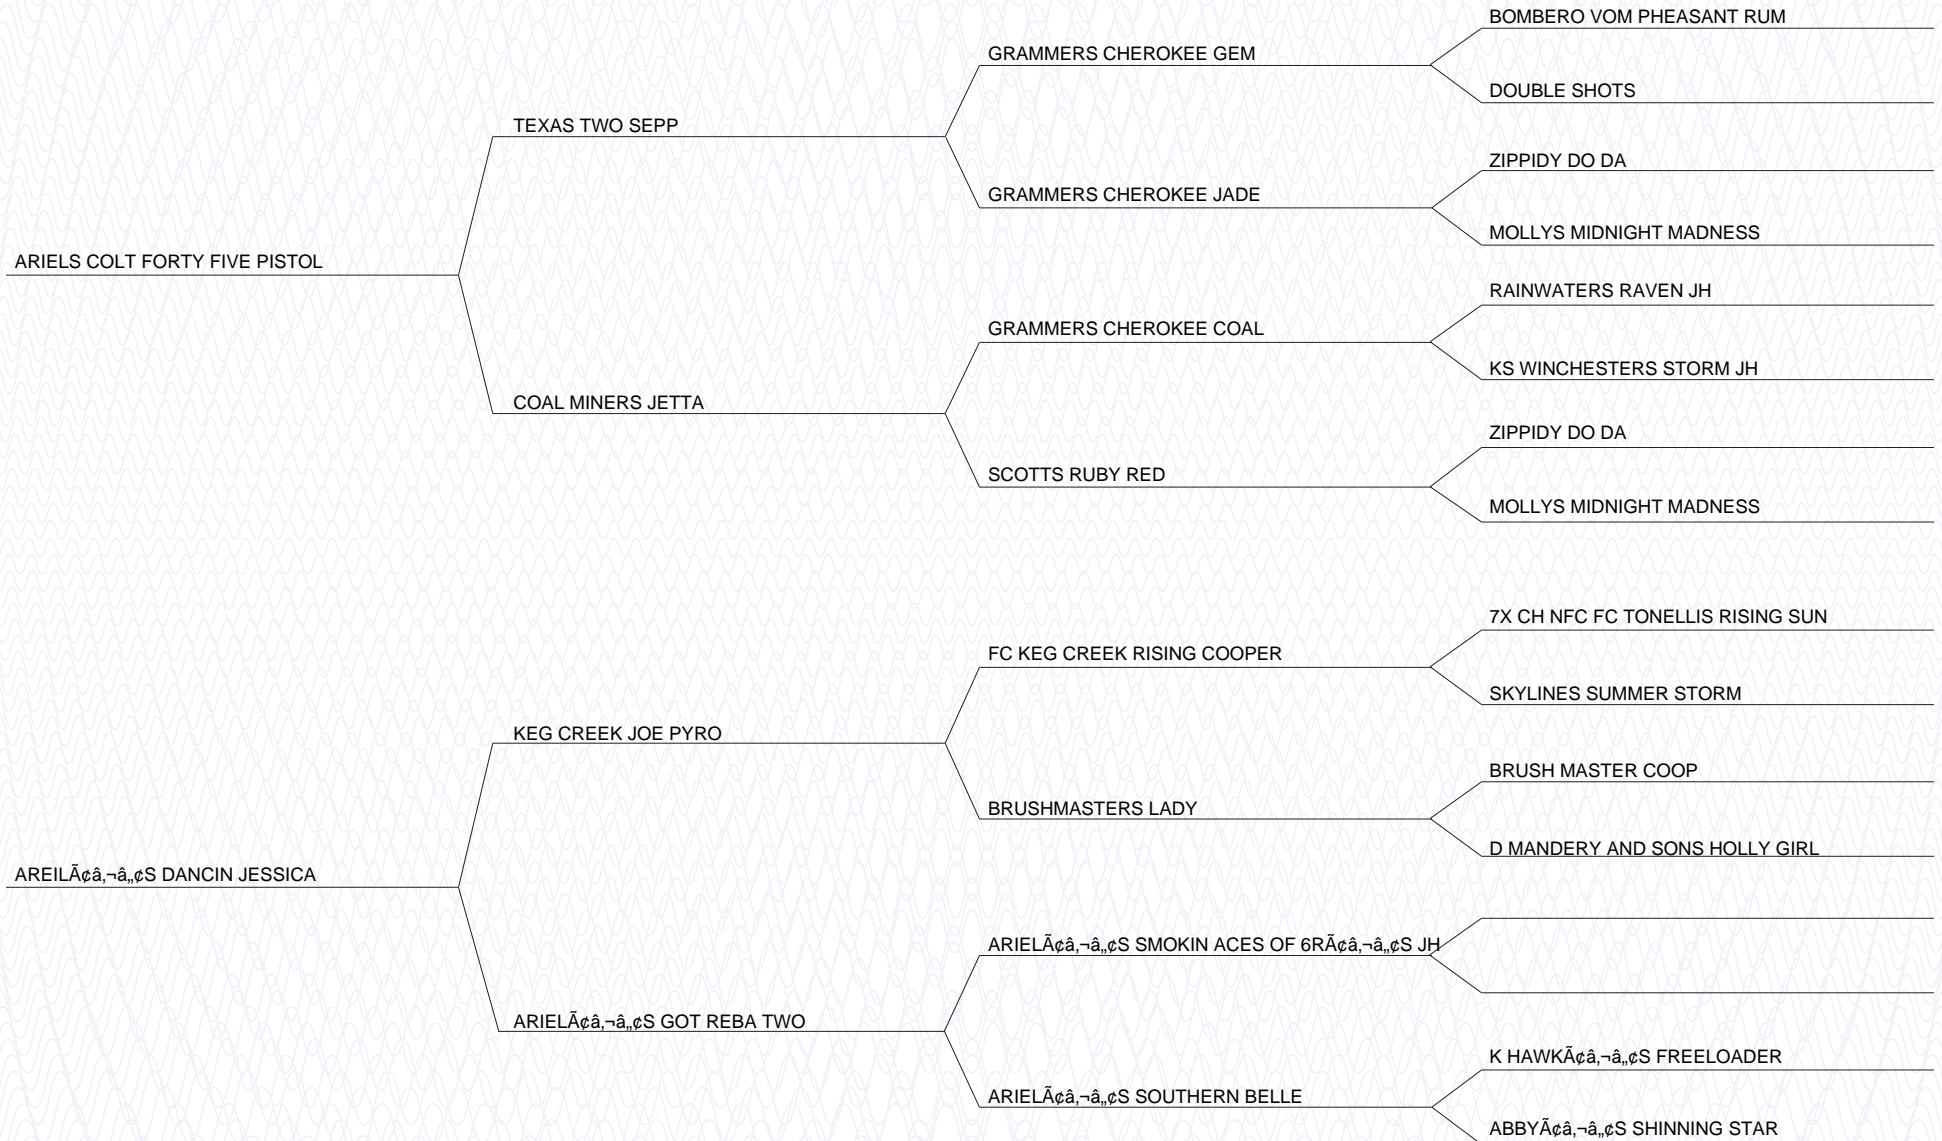 BOMBERO VOM PHEASANT RUM
GRAMMERS CHEROKEE GEM
DOUBLE SHOTS
TEXAS TWO SEPP
ZIPPIDY DO DA
GRAMMERS CHEROKEE JADE
MOLLYS MIDNIGHT MADNESS
ARIELS COLT FORTY FIVE PISTOL
RAINWATERS RAVEN JH
GRAMMERS CHEROKEE COAL
KS WINCHESTERS STORM JH
COAL MINERS JETTA
ZIPPIDY DO DA
SCOTTS RUBY RED
MOLLYS MIDNIGHT MADNESS
7X CH NFC FC TONELLIS RISING SUN
FC KEG CREEK RISING COOPER
SKYLINES SUMMER STORM
KEG CREEK JOE PYRO
BRUSH MASTER COOP
BRUSHMASTERS LADY
D MANDERY AND SONS HOLLY GIRL
AREILÃ¢â‚¬â„¢S DANCIN JESSICA
ARIELÃ¢â‚¬â„¢S SMOKIN ACES OF 6RÃ¢â‚¬â„¢S JH
ARIELÃ¢â‚¬â„¢S GOT REBA TWO
K HAWKÃ¢â‚¬â„¢S FREELOADER
ARIELÃ¢â‚¬â„¢S SOUTHERN BELLE
ABBYÃ¢â‚¬â„¢S SHINNING STAR